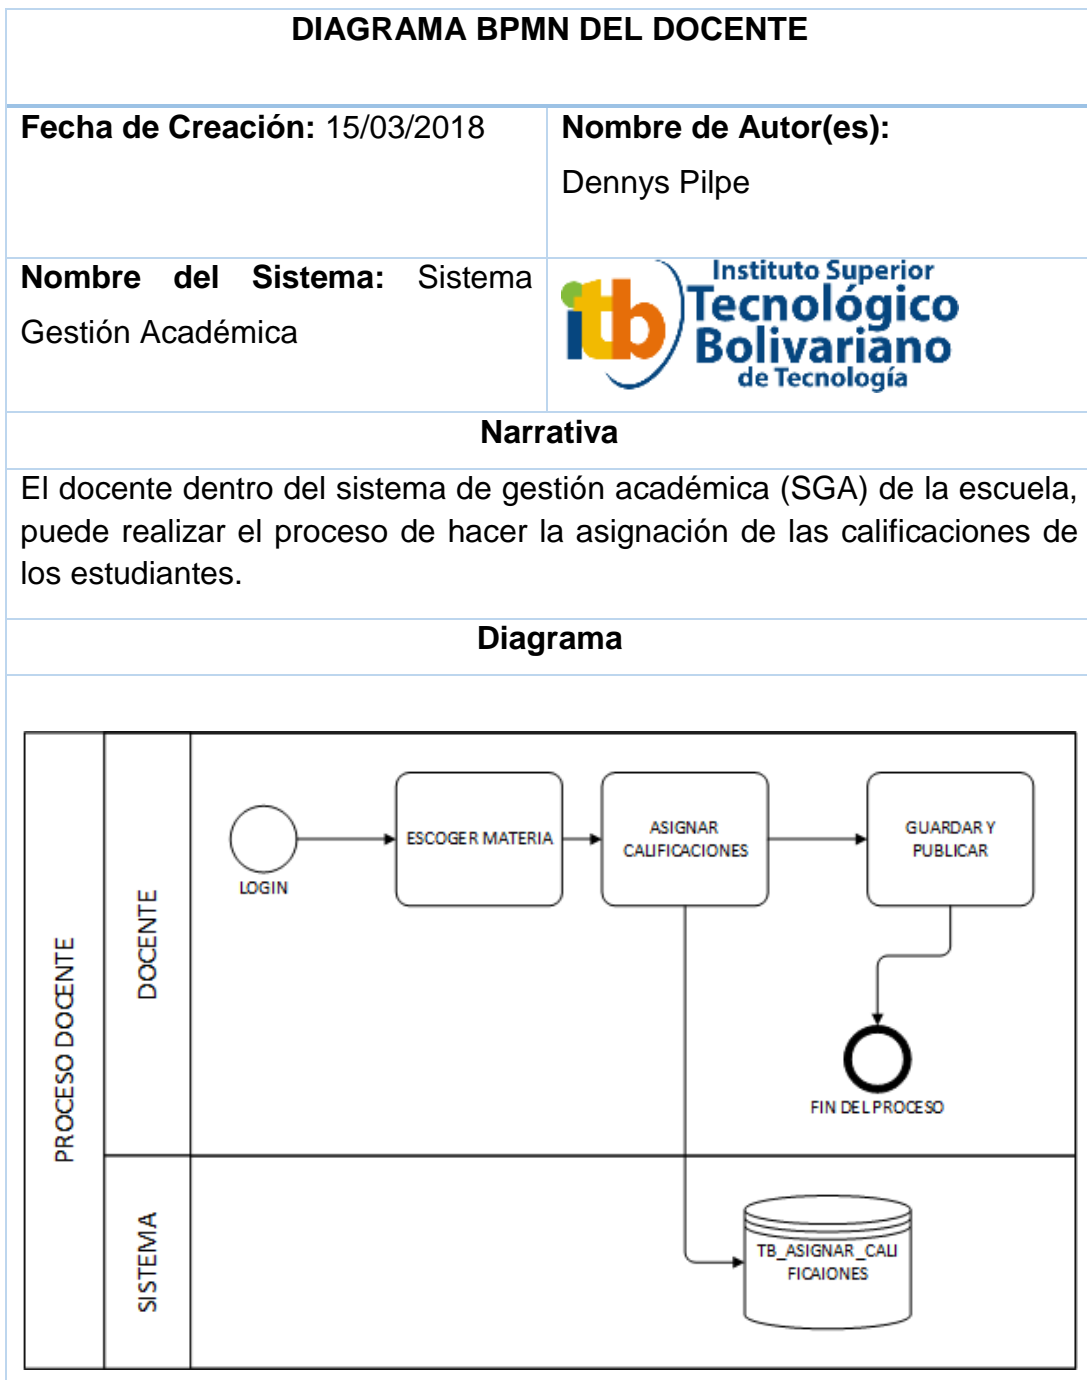 DIAGRAMA BPMN DEL DOCENTE
Fecha de Creación: 15/03/2018
Nombre de Autor(es):
Dennys Pilpe
Nombre del Sistema: Sistema
Gestión Académica
itb
Instituto Superior
Tecnológico
Bolivariano
de Tecnología
Narrativa
El docente dentro del sistema de gestión académica (SGA) de la escuela,
puede realizar el proceso de hacer la asignación de las calificaciones de
los estudiantes.
Diagrama
PROCESO DOCENTE
DOCENTE
LOGIN
ESCOGER MATERIA
ASIGNAR
CALIFICACIONES
GUARDAR Y
PUBLICAR
FIN DEL PROCESO
SISTEMA
TB_ASIGNAR_CALI
FICAIONES